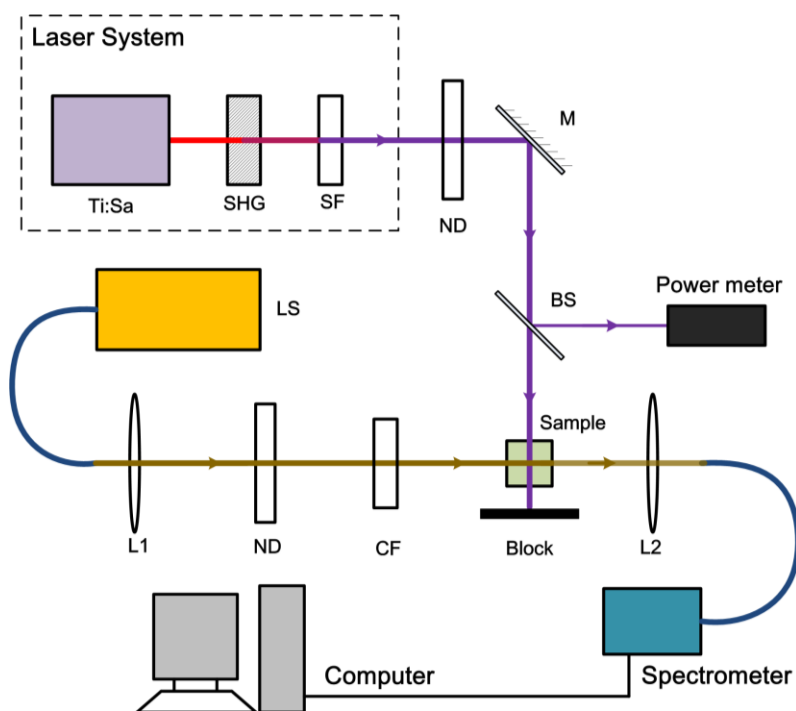 Laser System
M
Ti:Sa
SHG
SF
ND
BS
Power meter
LS
Sample
L1
ND
CF
Block
L2
Computer
Spectrometer